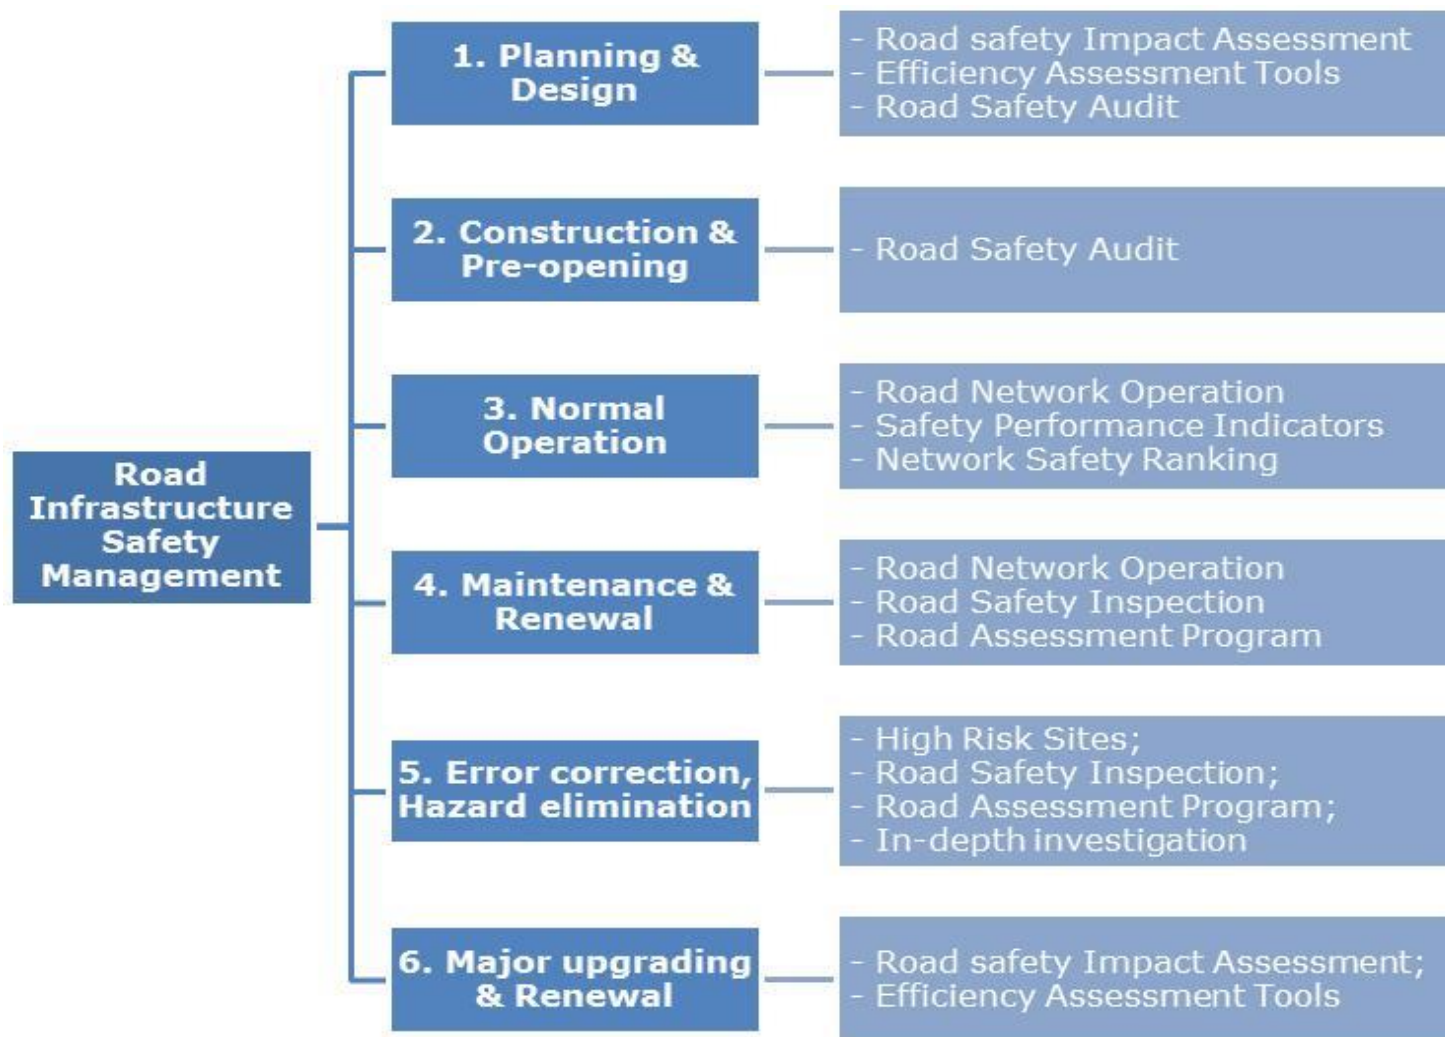 Road
Infrastructure
Safety
Management
1. Planning &
Design
- Road safety Impact Assessment
- Efficiency Assessment Tools
- Road Safety Audit
2. Construction &
Pre-opening
- Road Safety Audit
3. Normal
Operation
- Road Network Operation
- Safety Performance Indicators
- Network Safety Ranking
4. Maintenance &
Renewal
- Road Network Operation
- Road Safety Inspection
- Road Assessment Program
5. Error correction,
Hazard elimination
- High Risk Sites;
- Road Safety Inspection;
- Road Assessment Program;
- In-depth investigation
6. Major upgrading
& Renewal
- Road safety Impact Assessment;
- Efficiency Assessment Tools